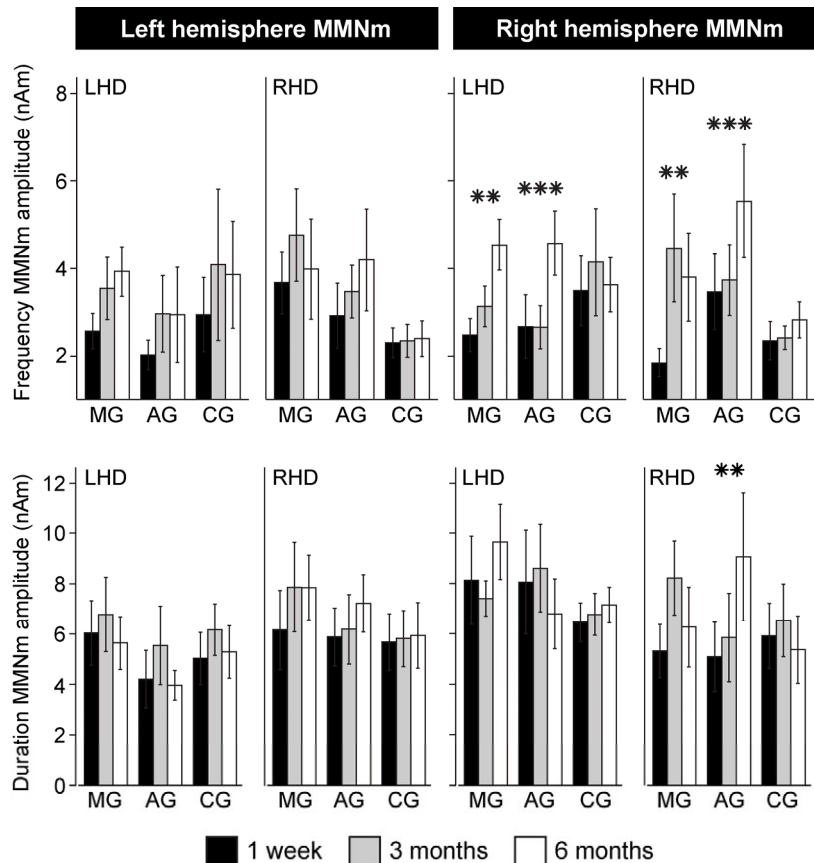 Left hemisphere MMNm
Right hemisphere MMNm
Frequency MMNm amplitude (nAm)
8
6
4
2
LHD
MG AG CG
RHD
MG AG CG
LHD
** ***
MG AG CG
RHD
** ***
MG AG CG
Duration MMNm amplitude (nAm)
12
10
8
6
4
2
0
LHD
MG AG CG
RHD
MG AG CG
LHD
MG AG CG
RHD
**
MG AG CG
1 week 3 months 6 months